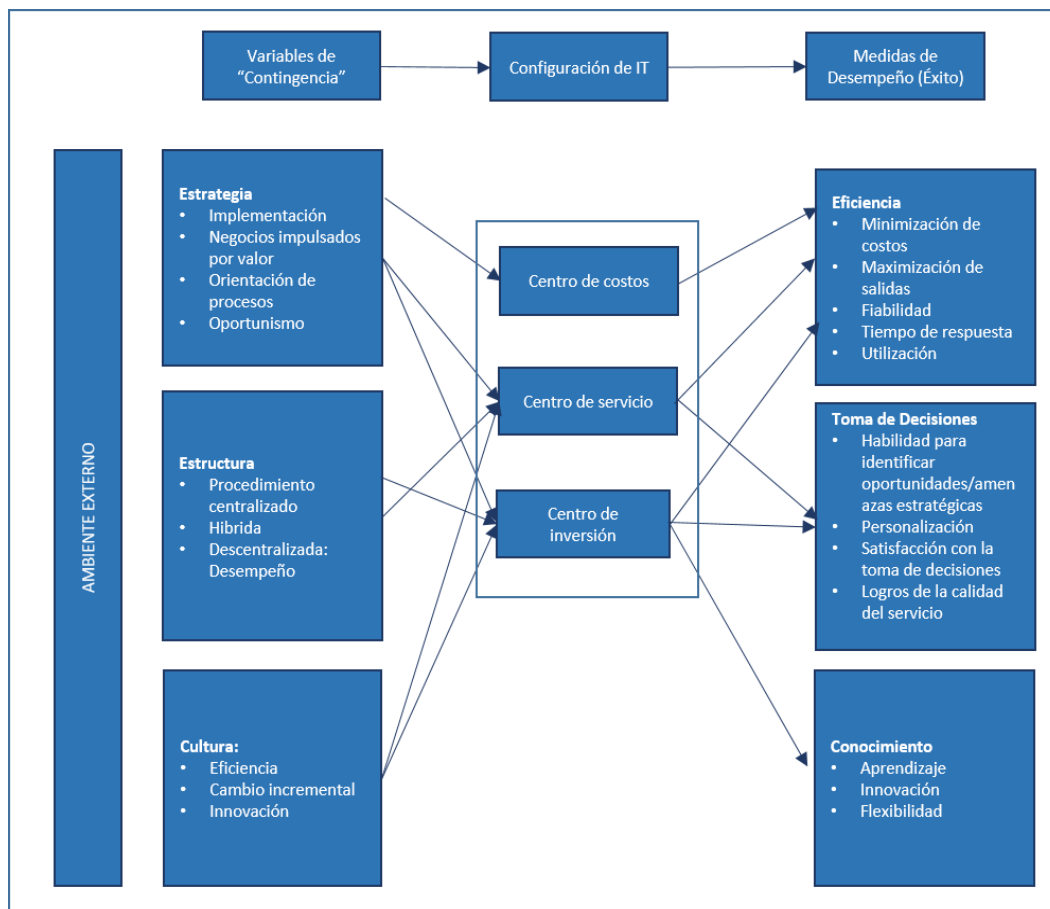 Variables de
“Contingencia”
Configuración de IT
Medidas de
Desempeño (Éxito)
AMBIENTE EXTERNO
Estrategia
• Implementación
• Negocios impulsados
por valor
• Orientación de
procesos
• Oportunismo
Estructura
• Procedimiento
centralizado
• Hibrida
• Descentralizada:
Desempeño
Cultura:
• Eficiencia
• Cambio incremental
• Innovación
Centro de costos
Centro de servicio
Centro de
inversión
Eficiencia
• Minimización de
costos
• Maximización de
salidas
• Fiabilidad
• Tiempo de respuesta
• Utilización
Toma de Decisiones
• Habilidad para
identificar
oportunidades/amen
azas estratégicas
• Personalización
• Satisfacción con la
toma de decisiones
• Logros de la calidad
del servicio
Conocimiento
• Aprendizaje
• Innovación
• Flexibilidad